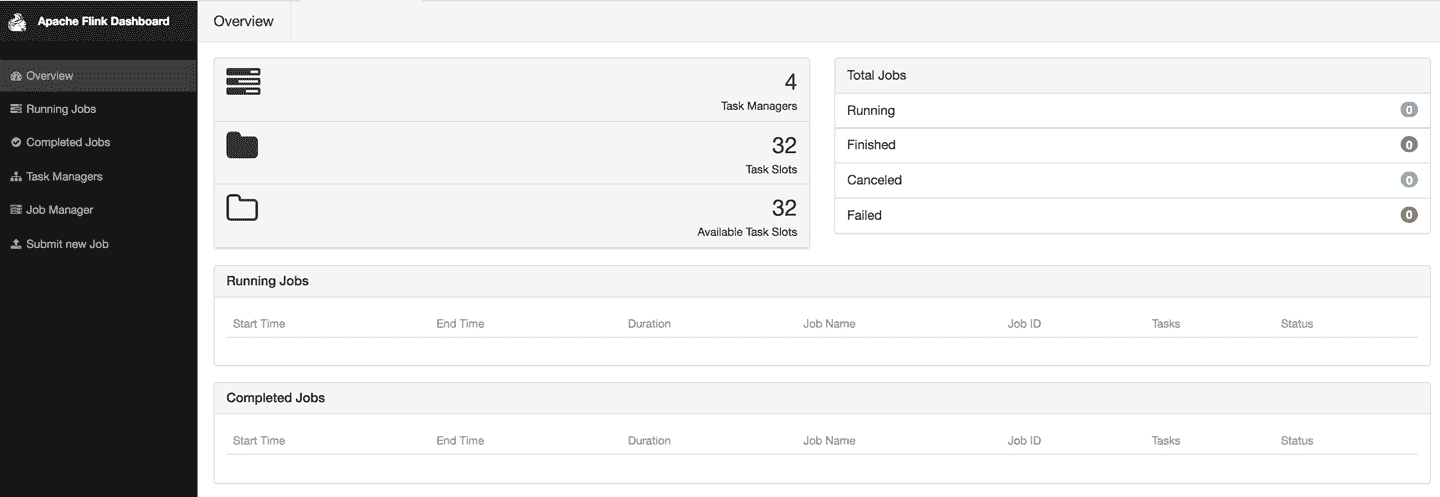 Apache Flink Dashboard
Overview
Overview
Running Jobs
Completed Jobs
Task Managers
Job Manager
Submit new Job
4
Task Managers
32
Task Slots
32
Available Task Slots
Total Jobs
Running 0
Finished 0
Canceled 0
Failed 0
Running Jobs
Start Time End Time Duration Job Name Job ID Tasks Status
Completed Jobs
Start Time End Time Duration Job Name Job ID Tasks Status